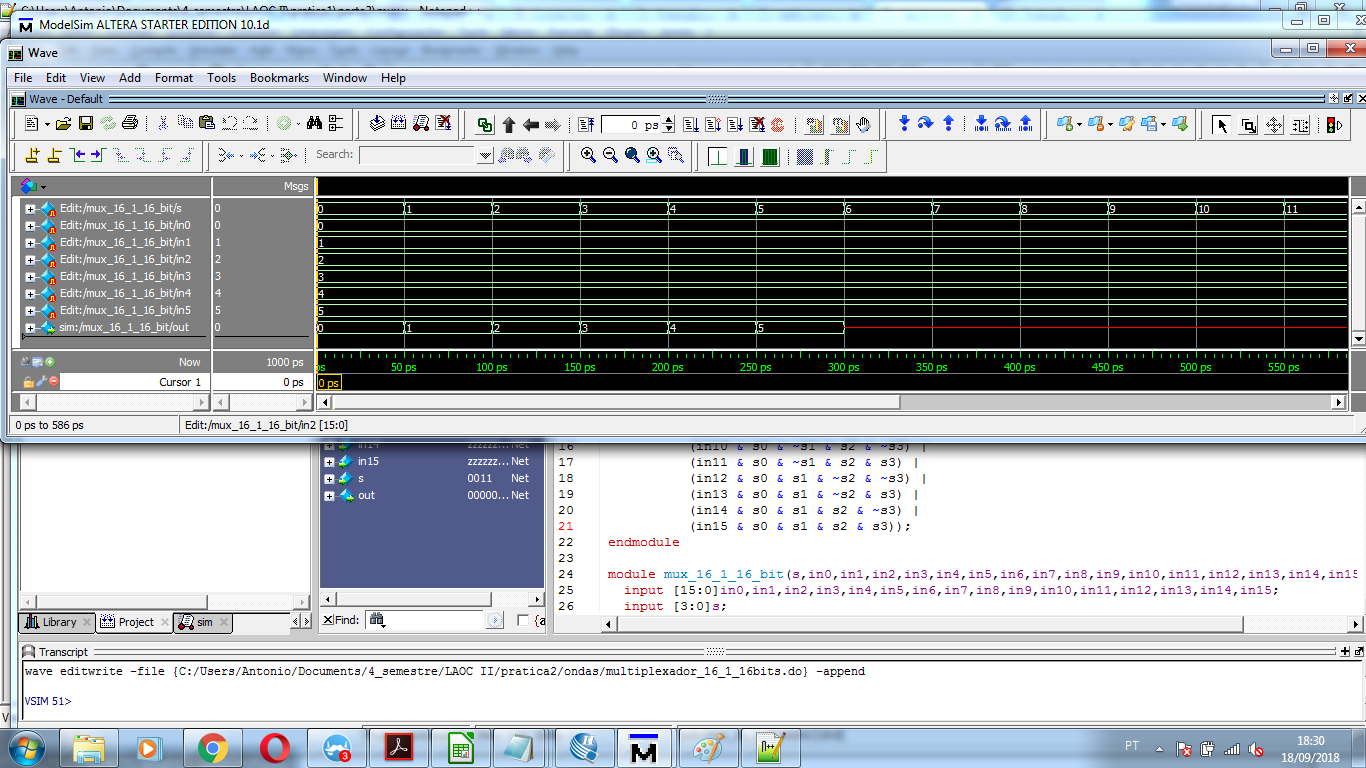 C:\Users\Antonio\Documents\4_semestre\LAOC II\pratica1\parte3\mux.v - Notepad++
ModelSim ALTERA STARTER EDITION 10.1d
Wave
File Edit View Add Format Tools Bookmarks Window Help
Wave - Default
0 ps
Search:
Msgs
Edit:/mux_16_1_16_bit/s 0 0 1 2 3 4 5 6 7 8 9 10 11
Edit:/mux_16_1_16_bit/in0 0 0
Edit:/mux_16_1_16_bit/in1 1 1
Edit:/mux_16_1_16_bit/in2 2 2
Edit:/mux_16_1_16_bit/in3 3 3
Edit:/mux_16_1_16_bit/in4 4 4
Edit:/mux_16_1_16_bit/in5 5 5
sim:/mux_16_1_16_bit/out 0 0 1 2 3 4 5
Now 1000 ps ps 50 ps 100 ps 150 ps 200 ps 250 ps 300 ps 350 ps 400 ps 450 ps 500 ps 550 ps
Cursor 1 0 ps 0 ps
0 ps to 586 ps Edit:/mux_16_1_16_bit/in2 [15:0]
in14 zzzzzz... Net 16 (in10 & s0 & ~s1 & s2 & ~s3) |
in15 zzzzzz... Net 17 (in11 & s0 & ~s1 & s2 & s3) |
s 0011 Net 18 (in12 & s0 & s1 & ~s2 & ~s3) |
out 00000... Net 19 (in13 & s0 & s1 & ~s2 & s3) |
20 (in14 & s0 & s1 & s2 & ~s3) |
21 (in15 & s0 & s1 & s2 & s3));
22 endmodule
23
24 module mux_16_1_16_bit(s,in0,in1,in2,in3,in4,in5,in6,in7,in8,in9,in10,in11,in12,in13,in14,in15
25 input [15:0]in0,in1,in2,in3,in4,in5,in6,in7,in8,in9,in10,in11,in12,in13,in14,in15;
26 input [3:0]s;
Library Project sim Find:
Transcript
wave editwrite -file {C:/Users/Antonio/Documents/4_semestre/LAOC II/pratica2/ondas/multiplexador_16_1_16bits.do} -append
VSIM 51>
3
PT 18:30
18/09/2018